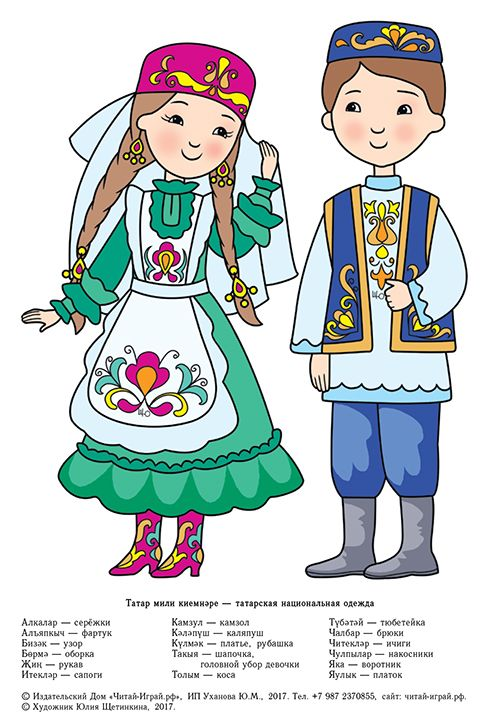 Татар мили киемнәре — татарская национальная одежда
Алкалар — серёжки
Алъяпкыч — фартук
Бизәк — узор
Бөрмә — оборка
Җиң — рукав
Итекләр — сапоги
Камзул — камзол
Кәләпүш — каляпуш
Күлмәк — платье, рубашка
Такыя — шапочка,
головной убор девочки
Толым — коса
Түбәтәй — тюбетейка
Чалбар — брюки
Читекләр — ичиги
Чулпылар — накосники
Яка — воротник
Яулык — платок
© Издательский Дом «Читай-Играй.рф», ИП Уханова Ю.М., 2017. Тел. +7 987 2370855, сайт: читай-играй.рф.
© Художник Юлия Щетинкина, 2017.